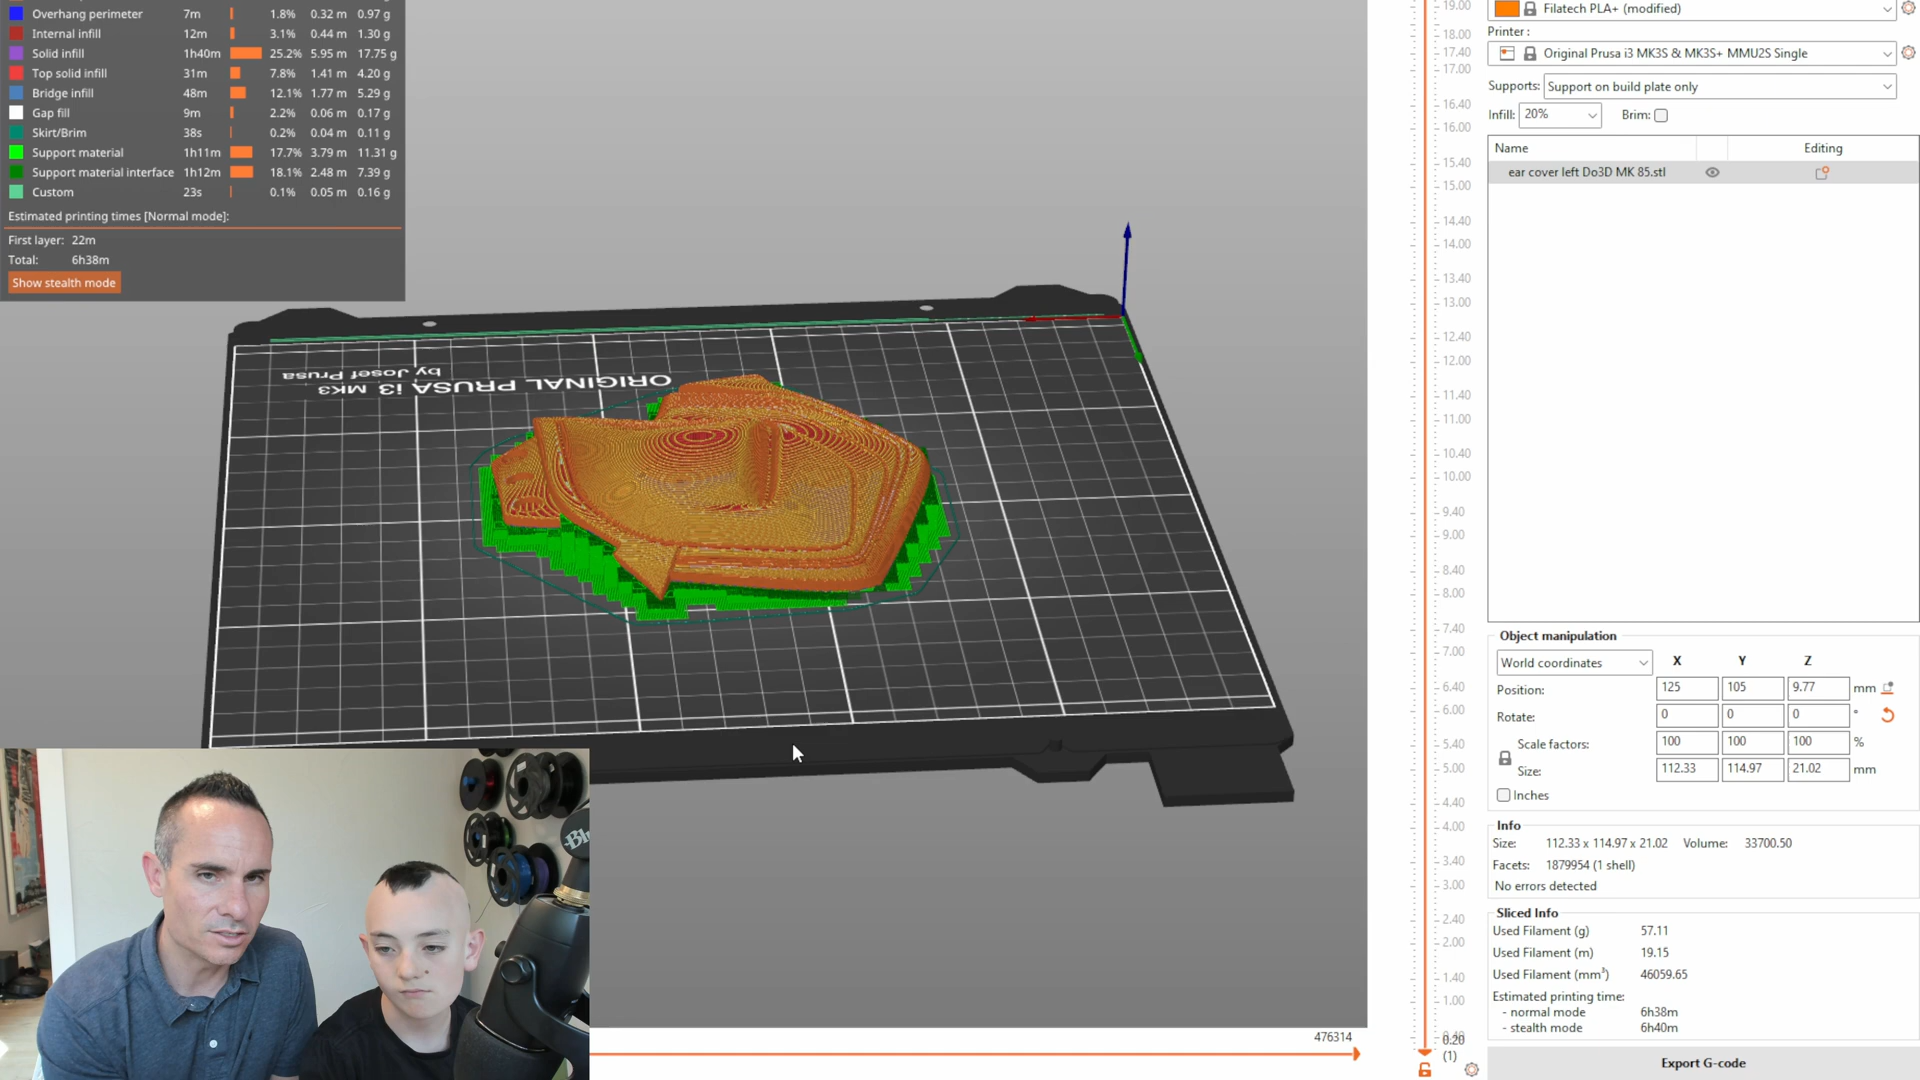 Overhang perimeter 7m 1.8% 0.32 m 0.97 g
Internal infill 12m 3.1% 0.44 m 1.30 g
Solid infill 1h40m 25.2% 5.95 m 17.75 g
Top solid infill 31m 7.8% 1.41 m 4.20 g
Bridge infill 48m 12.1% 1.77 m 5.29 g
Gap fill 9m 2.2% 0.06 m 0.17 g
Skirt/Brim 38s 0.2% 0.04 m 0.11 g
Support material 1h11m 17.7% 3.79 m 11.31 g
Support material interface 1h12m 18.1% 2.48 m 7.39 g
Custom 23s 0.1% 0.05 m 0.16 g
Estimated printing times [Normal mode]:
First layer: 22m
Total: 6h38m
Show stealth mode
by Josef Prusa
ORIGINAL PRUSA i3 MK3
Blu
476314
19.00
18.00
17.40
17.00
16.40
16.00
15.40
15.00
14.40
14.00
13.40
13.00
12.40
12.00
11.40
11.00
10.40
10.00
9.40
9.00
8.40
8.00
7.40
7.00
6.40
6.00
5.40
5.00
4.40
4.00
3.40
3.00
2.40
2.00
1.40
1.00
0.20
(1)
Filatech PLA+ (modified)
Printer :
Original Prusa i3 MK3S & MK3S+ MMU2S Single
Supports: Support on build plate only
Infill: 20% Brim:
Name Editing
ear cover left Do3D MK 85.stl
Object manipulation
World coordinates X Y Z
Position: 125 105 9.77 mm
Rotate: 0 0 0 °
Scale factors: 100 100 100 %
Size: 112.33 114.97 21.02 mm
Inches
Info
Size: 112.33 x 114.97 x 21.02 Volume: 33700.50
Facets: 1879954 (1 shell)
No errors detected
Sliced Info
Used Filament (g) 57.11
Used Filament (m) 19.15
Used Filament (mm³) 46059.65
Estimated printing time:
- normal mode 6h38m
- stealth mode 6h40m
Export G-code